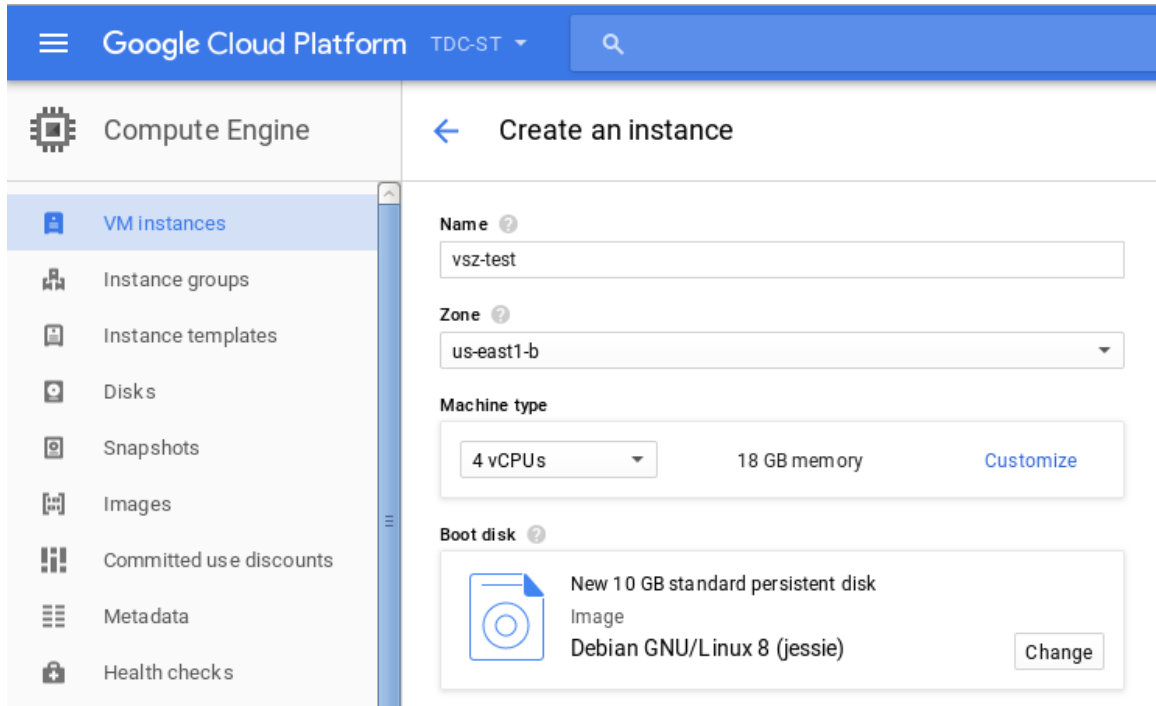 Google Cloud Platform TDC-ST
Compute Engine
Create an instance
VM instances
Instance groups
Instance templates
Disks
Snapshots
Images
Committed use discounts
Metadata
Health checks
Name
vsz-test
Zone
us-east1-b
Machine type
4 vCPUs 18 GB memory Customize
Boot disk
New 10 GB standard persistent disk
Image
Debian GNU/Linux 8 (jessie)
Change